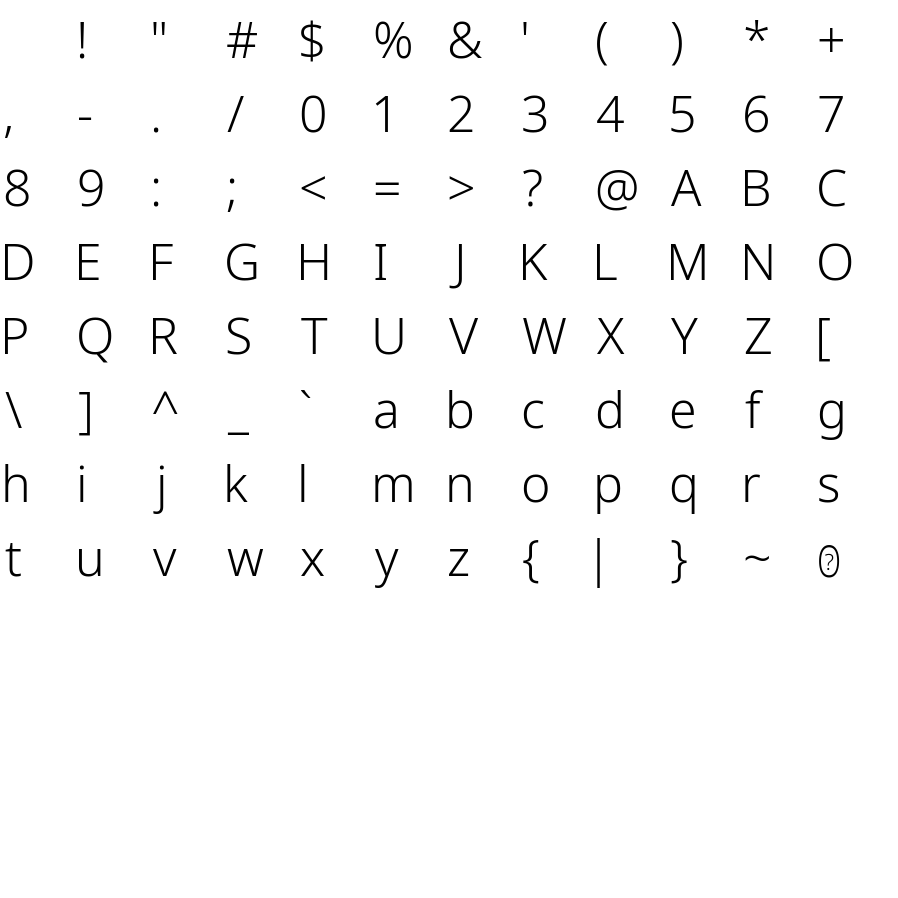 ! " # $ % & ' ( ) * +
, - . / 0 1 2 3 4 5 6 7
8 9 : ; < = > ? @ A B C
D E F G H I J K L M N O
P Q R S T U V W X Y Z [
\ ] ^ _ ` a b c d e f g
h i j k l m n o p q r s
t u v w x y z { | } ~